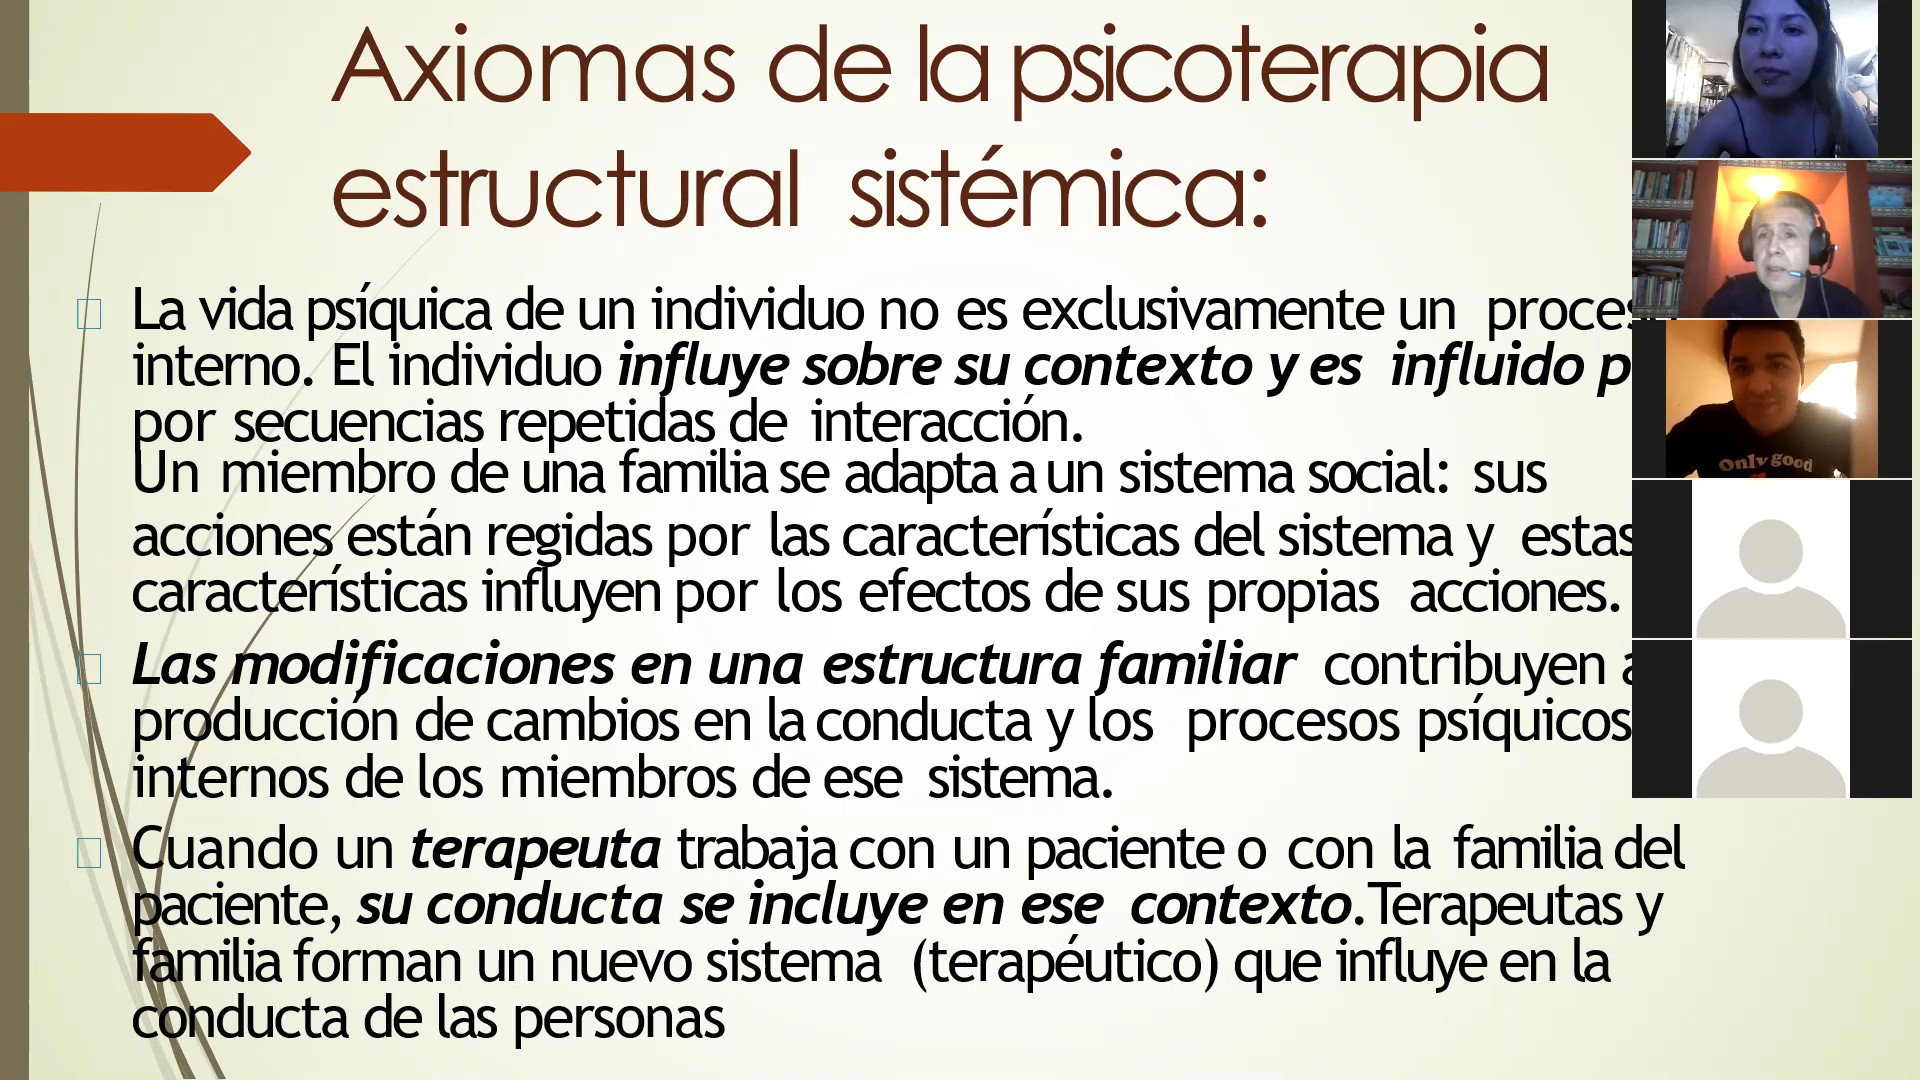 Axiomas de la psicoterapia
estructural sistémica:
La vida psíquica de un individuo no es exclusivamente un
interno. El individuo influye sobre su contexto y es influido
por secuencias repetidas de interacción.
Un miembro de una familia se adapta a un sistema social: sus
acciones están regidas por las características del sistema y estas
características influyen por los efectos de sus propias acciones.
Las modificaciones en una estructura familiar contribuyen
producción de cambios en la conducta y los procesos psíquicos
internos de los miembros de ese sistema.
Cuando un terapeuta trabaja con un paciente o con la familia del
paciente, su conducta se incluye en ese contexto.Terapeutas y
familia forman un nuevo sistema (terapéutico) que influye en la
conducta de las personas
Only good